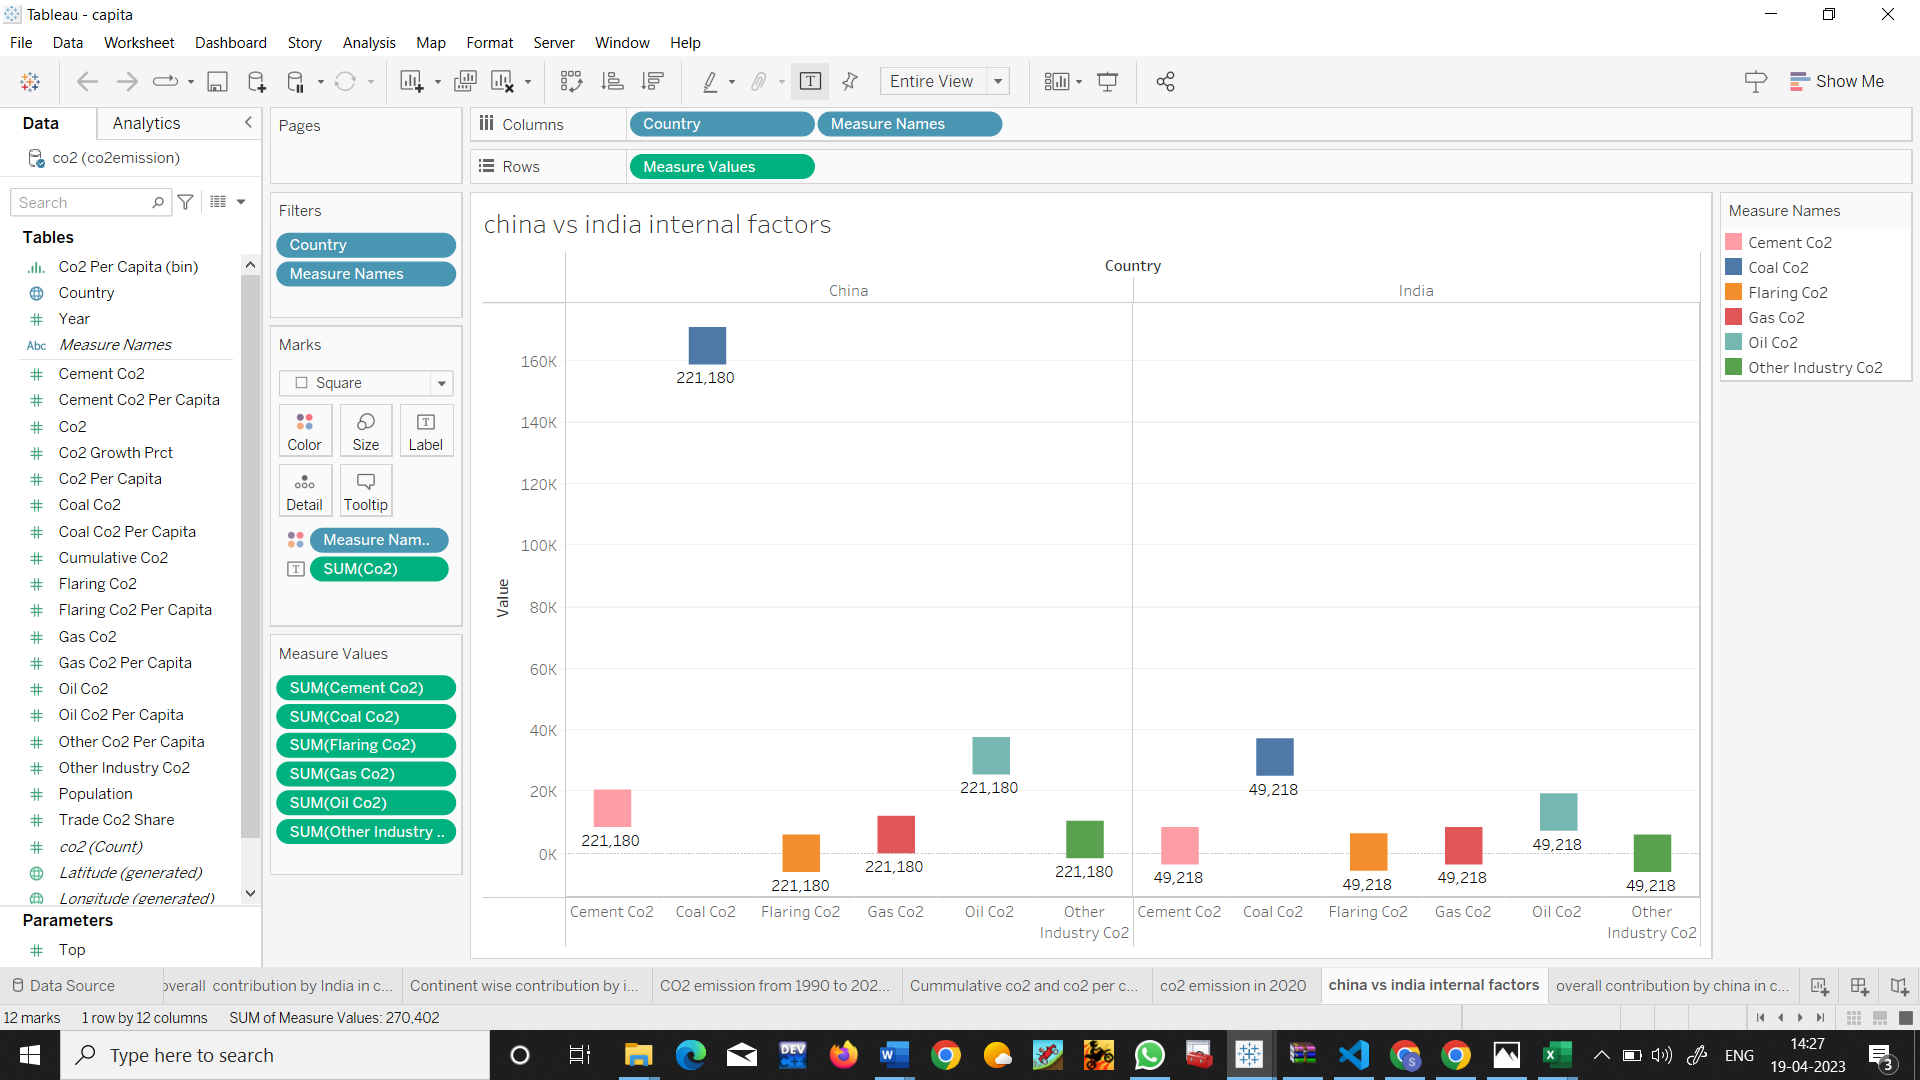 Tableau - capita
File Data Worksheet Dashboard Story Analysis Map Format Server Window Help
Entire View
Show Me
Data Analytics
co2 (co2emission)
Search
Tables
Co2 Per Capita (bin)
Country
Year
Abc Measure Names
Cement Co2
Cement Co2 Per Capita
Co2
Co2 Growth Prct
Co2 Per Capita
Coal Co2
Coal Co2 Per Capita
Cumulative Co2
Flaring Co2
Flaring Co2 Per Capita
Gas Co2
Gas Co2 Per Capita
Oil Co2
Oil Co2 Per Capita
Other Co2 Per Capita
Other Industry Co2
Population
Trade Co2 Share
co2 (Count)
Latitude (generated)
Longitude (generated)
Parameters
Top
Pages
Filters
Country
Measure Names
Marks
Square
Color Size Label
Detail Tooltip
Measure Nam..
SUM(Co2)
Measure Values
SUM(Cement Co2)
SUM(Coal Co2)
SUM(Flaring Co2)
SUM(Gas Co2)
SUM(Oil Co2)
SUM(Other Industry ..
Columns Country Measure Names
Rows Measure Values
china vs india internal factors
Country
China India
Value
160K
140K
120K
100K
80K
60K
40K
20K
0K
221,180
221,180
221,180
221,180
221,180
221,180
49,218
49,218
49,218
49,218
49,218
49,218
Cement Co2 Coal Co2 Flaring Co2 Gas Co2 Oil Co2 Other Industry Co2 Cement Co2 Coal Co2 Flaring Co2 Gas Co2 Oil Co2 Other Industry Co2
Measure Names
Cement Co2
Coal Co2
Flaring Co2
Gas Co2
Oil Co2
Other Industry Co2
Data Source overall contribution by India in c... Continent wise contribution by i... CO2 emission from 1990 to 202... Cummulative co2 and co2 per c... co2 emission in 2020 china vs india internal factors overall contribution by china in c...
12 marks 1 row by 12 columns SUM of Measure Values: 270,402
Type here to search
DEV C++
ENG
14:27
19-04-2023
3